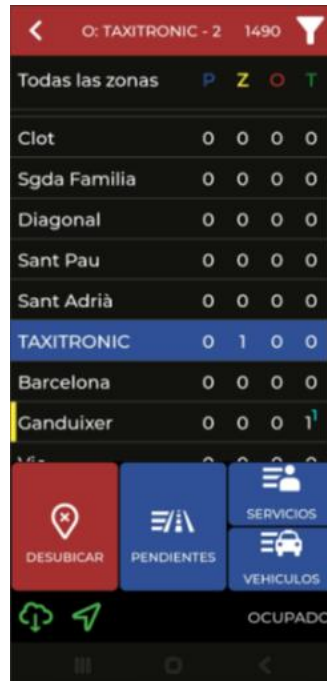 O: TAXITRONIC - 2 1490
Todas las zonas P Z O T
Clot 0 0 0 0
Sgda Familia 0 0 0 0
Diagonal 0 0 0 0
Sant Pau 0 0 0 0
Sant Adrià 0 0 0 0
TAXITRONIC 0 1 0 0
Barcelona 0 0 0 0
Ganduixer 0 0 0 1 1
DESUBICAR
PENDIENTES
SERVICIOS
VEHICULOS
OCUPADO